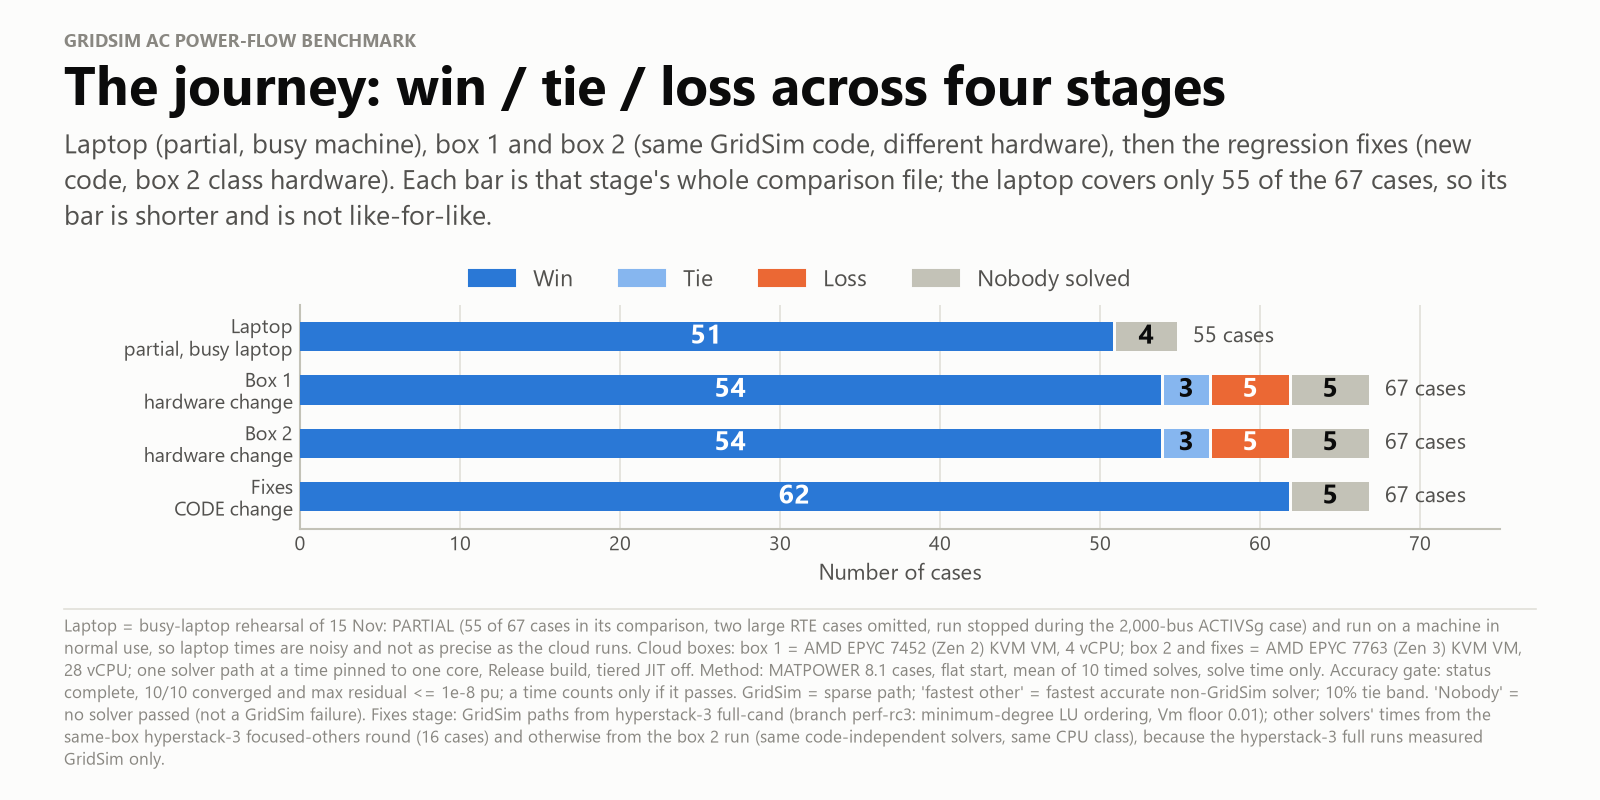 GRIDSIM AC POWER-FLOW BENCHMARK
The journey: win / tie / loss across four stages
Laptop (partial, busy machine), box 1 and box 2 (same GridSim code, different hardware), then the regression fixes (new
code, box 2 class hardware). Each bar is that stage's whole comparison file; the laptop covers only 55 of the 67 cases, so its
bar is shorter and is not like-for-like.
Win Tie Loss Nobody solved
Laptop
partial, busy laptop
51 4 55 cases
Box 1
hardware change
54 3 5 5 67 cases
Box 2
hardware change
54 3 5 5 67 cases
Fixes
CODE change
62 5 67 cases
0 10 20 30 40 50 60 70
Number of cases
Laptop = busy-laptop rehearsal of 15 Nov: PARTIAL (55 of 67 cases in its comparison, two large RTE cases omitted, run stopped during the 2,000-bus ACTIVSg case) and run on a machine in
normal use, so laptop times are noisy and not as precise as the cloud runs. Cloud boxes: box 1 = AMD EPYC 7452 (Zen 2) KVM VM, 4 vCPU; box 2 and fixes = AMD EPYC 7763 (Zen 3) KVM VM,
28 vCPU; one solver path at a time pinned to one core, Release build, tiered JIT off. Method: MATPOWER 8.1 cases, flat start, mean of 10 timed solves, solve time only. Accuracy gate: status
complete, 10/10 converged and max residual <= 1e-8 pu; a time counts only if it passes. GridSim = sparse path; 'fastest other' = fastest accurate non-GridSim solver; 10% tie band. 'Nobody' =
no solver passed (not a GridSim failure). Fixes stage: GridSim paths from hyperstack-3 full-cand (branch perf-rc3: minimum-degree LU ordering, Vm floor 0.01); other solvers' times from the
same-box hyperstack-3 focused-others round (16 cases) and otherwise from the box 2 run (same code-independent solvers, same CPU class), because the hyperstack-3 full runs measured
GridSim only.